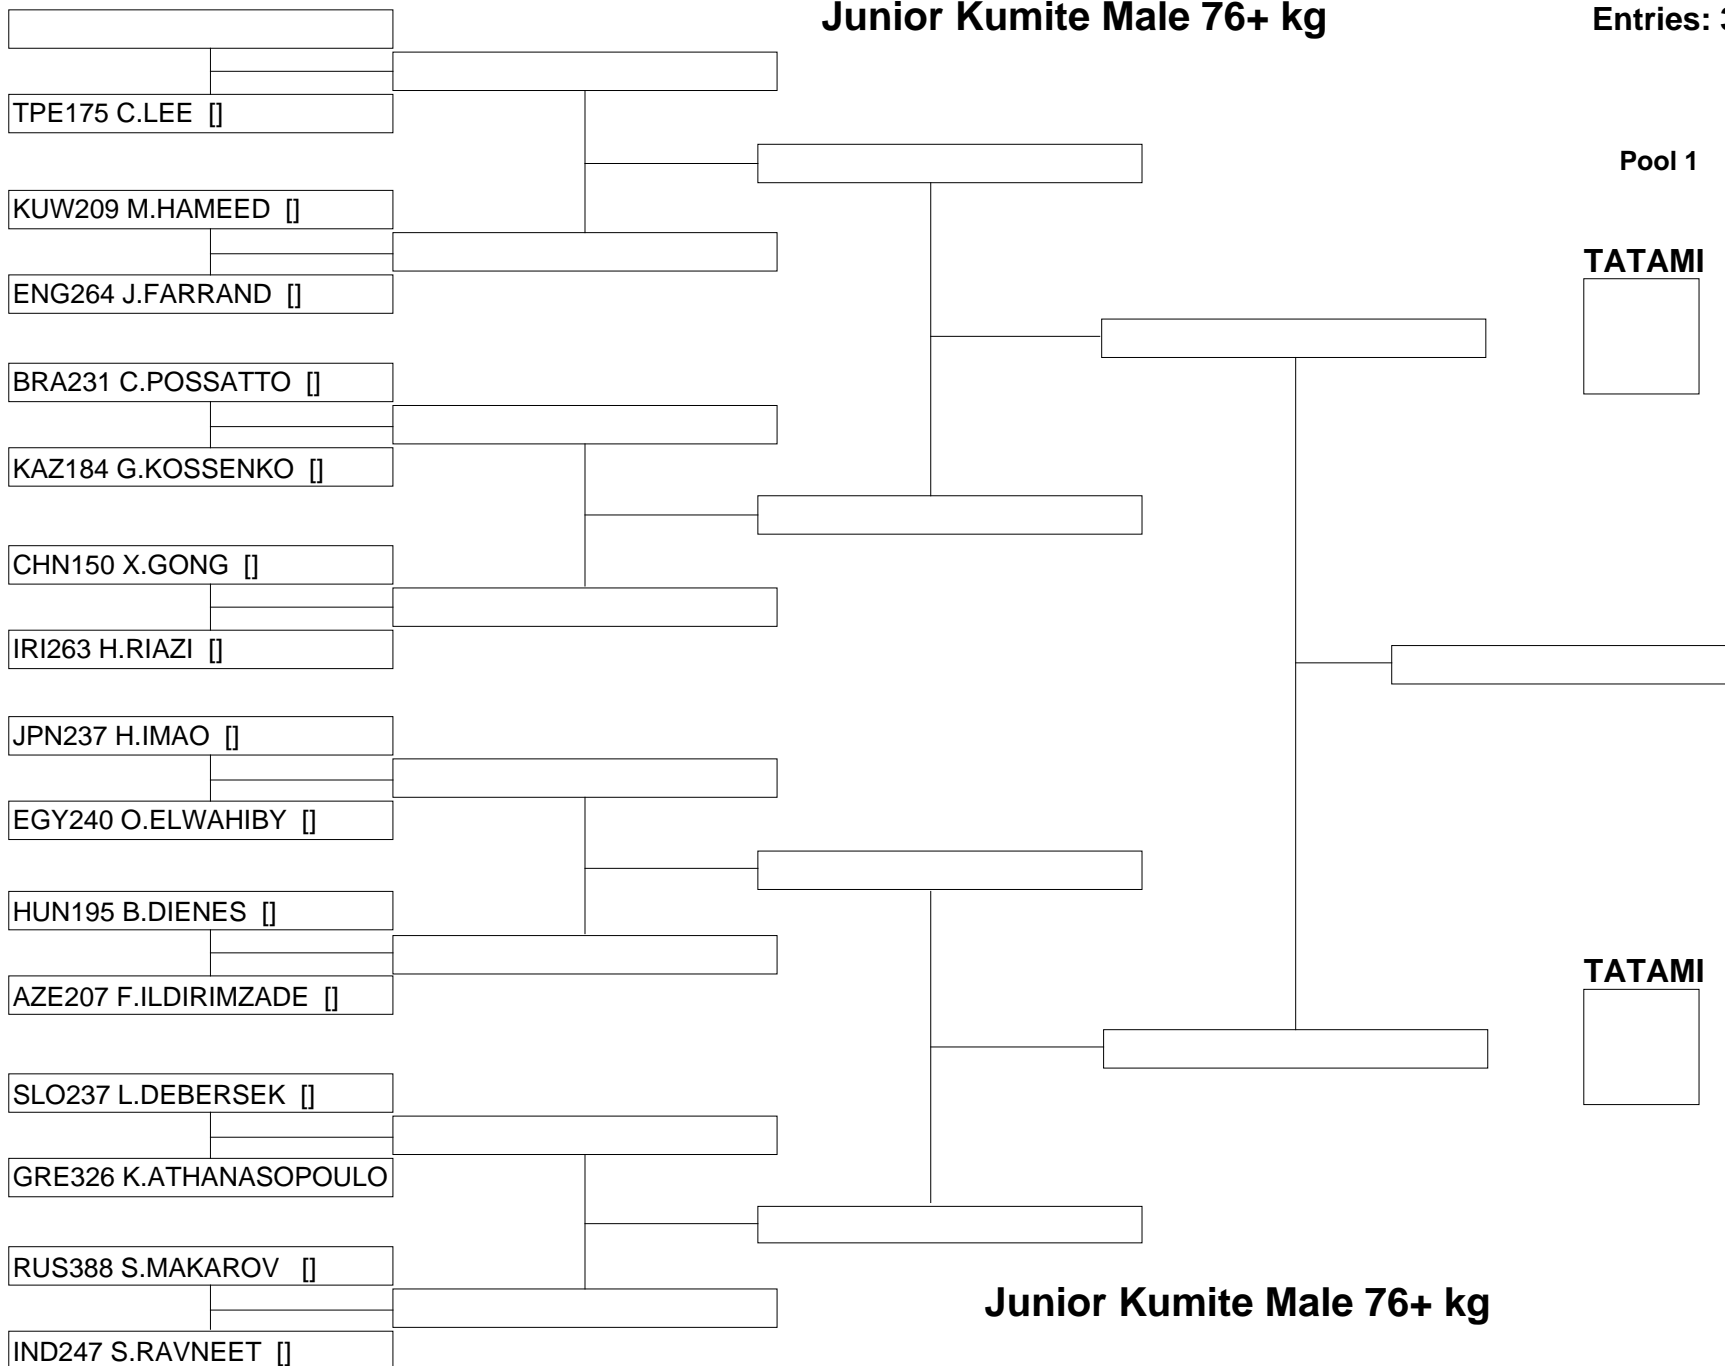 Junior Kumite Male 76+ kg
Entries: 3
TPE175 C.LEE []
Pool 1
KUW209 M.HAMEED []
TATAMI
ENG264 J.FARRAND []
BRA231 C.POSSATTO []
KAZ184 G.KOSSENKO []
CHN150 X.GONG []
IRI263 H.RIAZI []
JPN237 H.IMAO []
EGY240 O.ELWAHIBY []
HUN195 B.DIENES []
TATAMI
AZE207 F.ILDIRIMZADE []
SLO237 L.DEBERSEK []
GRE326 K.ATHANASOPOULO
RUS388 S.MAKAROV []
Junior Kumite Male 76+ kg
IND247 S.RAVNEET []